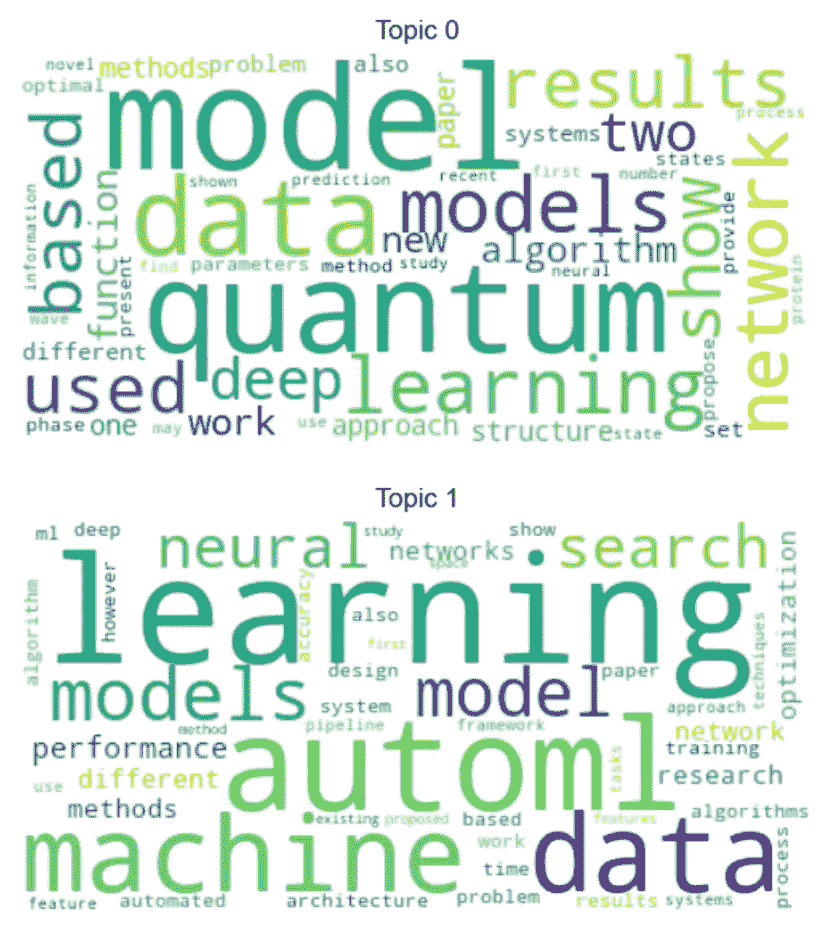 Topic 0
novel methods problem also
optimal model paper results
process
systems two
states
based function shown prediction recent first number
information data models show network
new algorithm provide
find parameters method study neural
present quantum protein
wave
different
used deep learning propose
phase one may work use approach structure state set
Topic 1
ml deep study show
neural networks search
space
learning however accuracy also optimization
algorithm first techniques
design paper
models model
system approach
method pipeline framework network
performance automl tasks training
use different research
methods existing proposed based features algorithms
machine work data
time process
feature automated architecture problem results systems